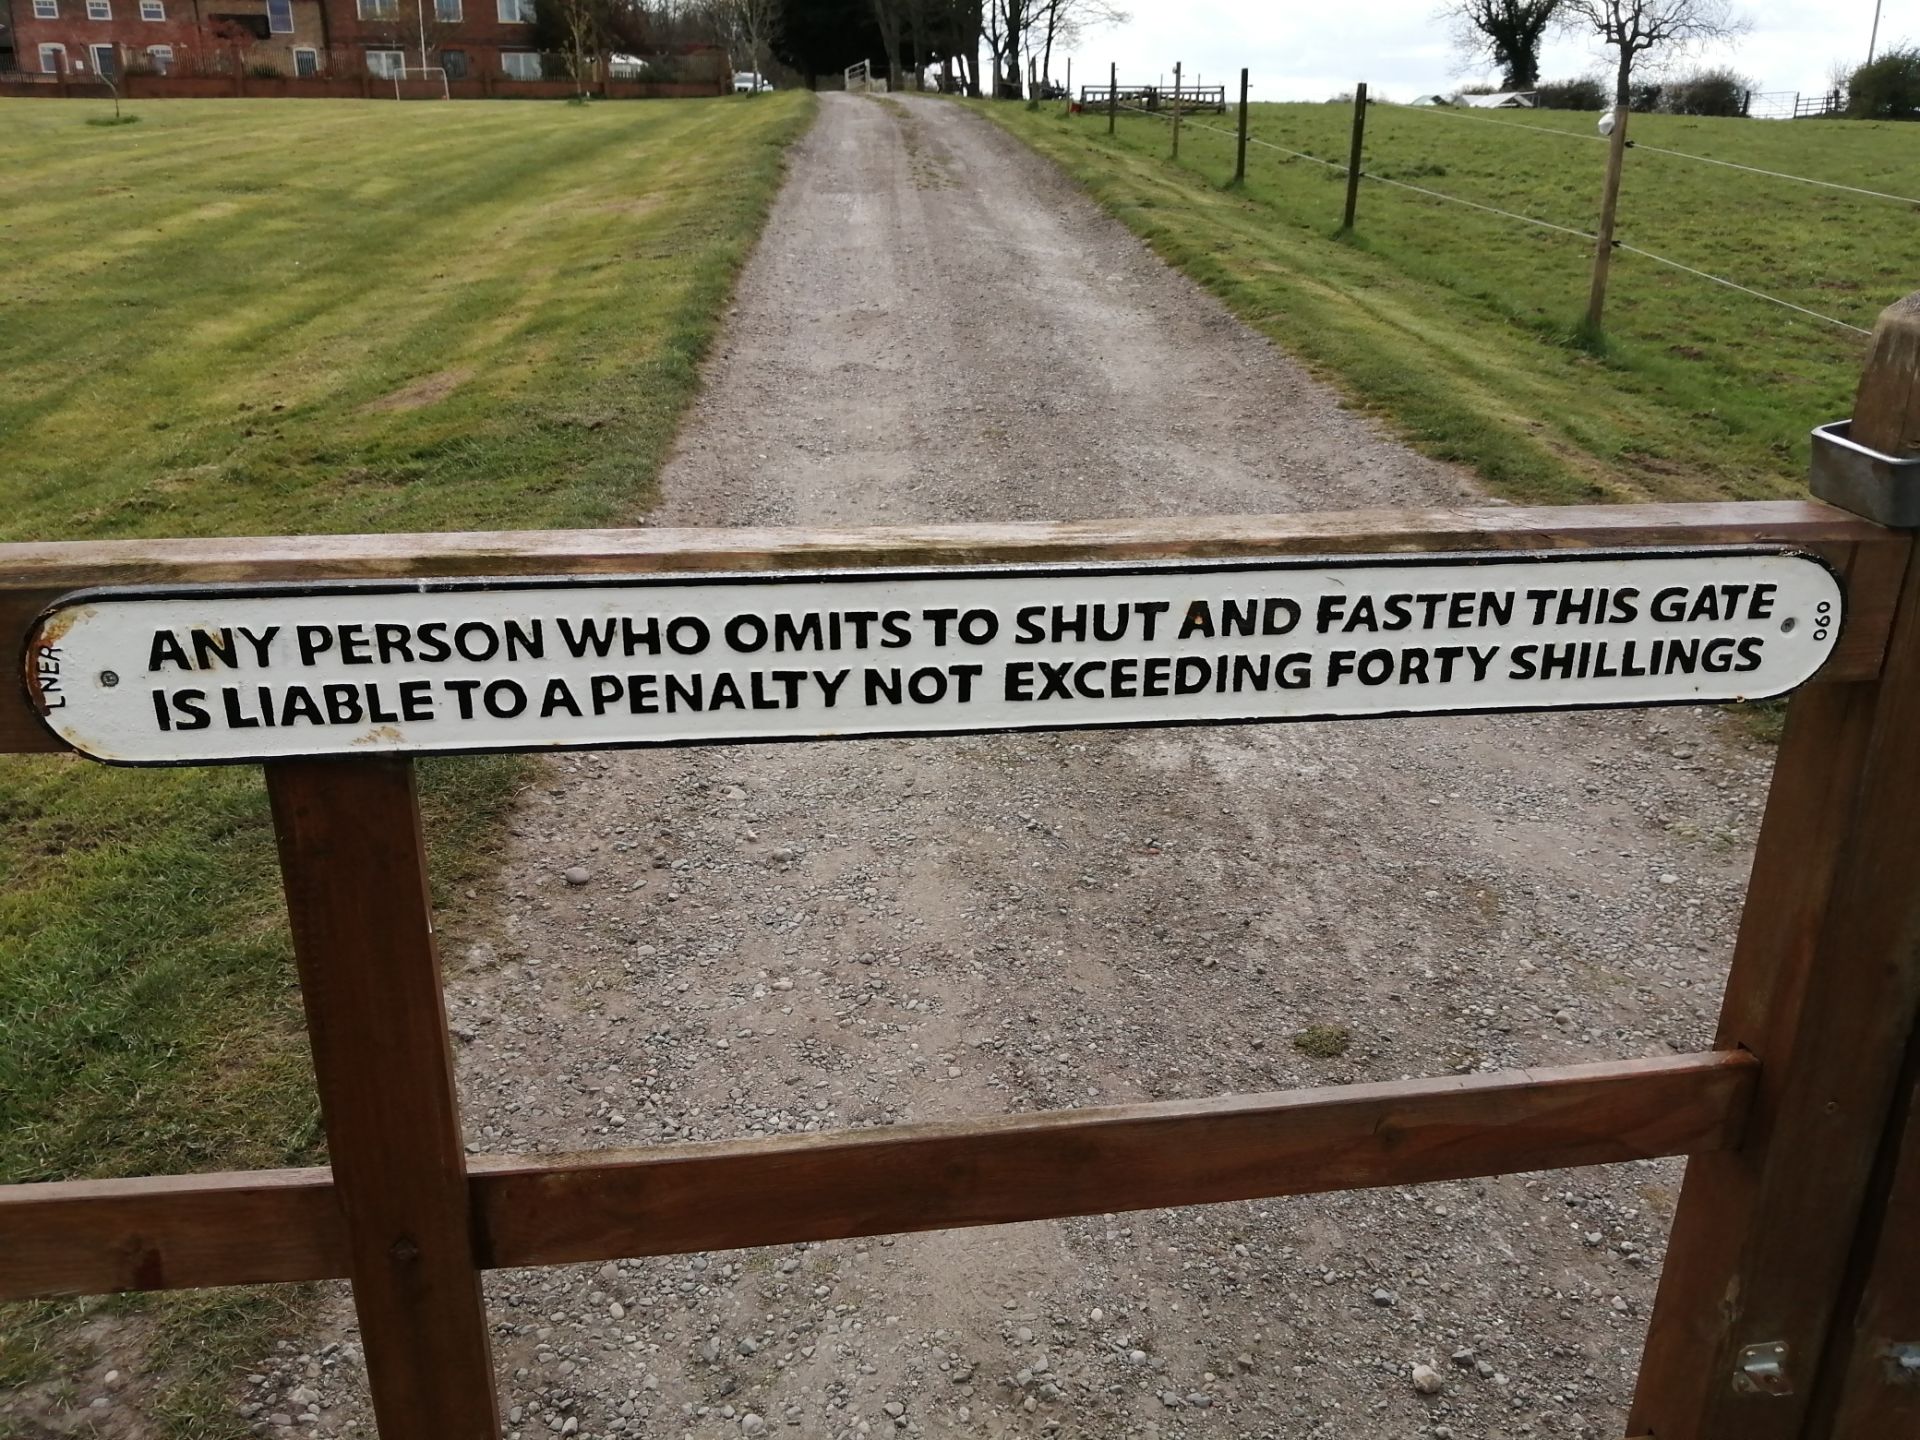 LNER
ANY PERSON WHO OMITS TO SHUT AND FASTEN THIS GATE
IS LIABLE TO A PENALTY NOT EXCEEDING FORTY SHILLINGS
060